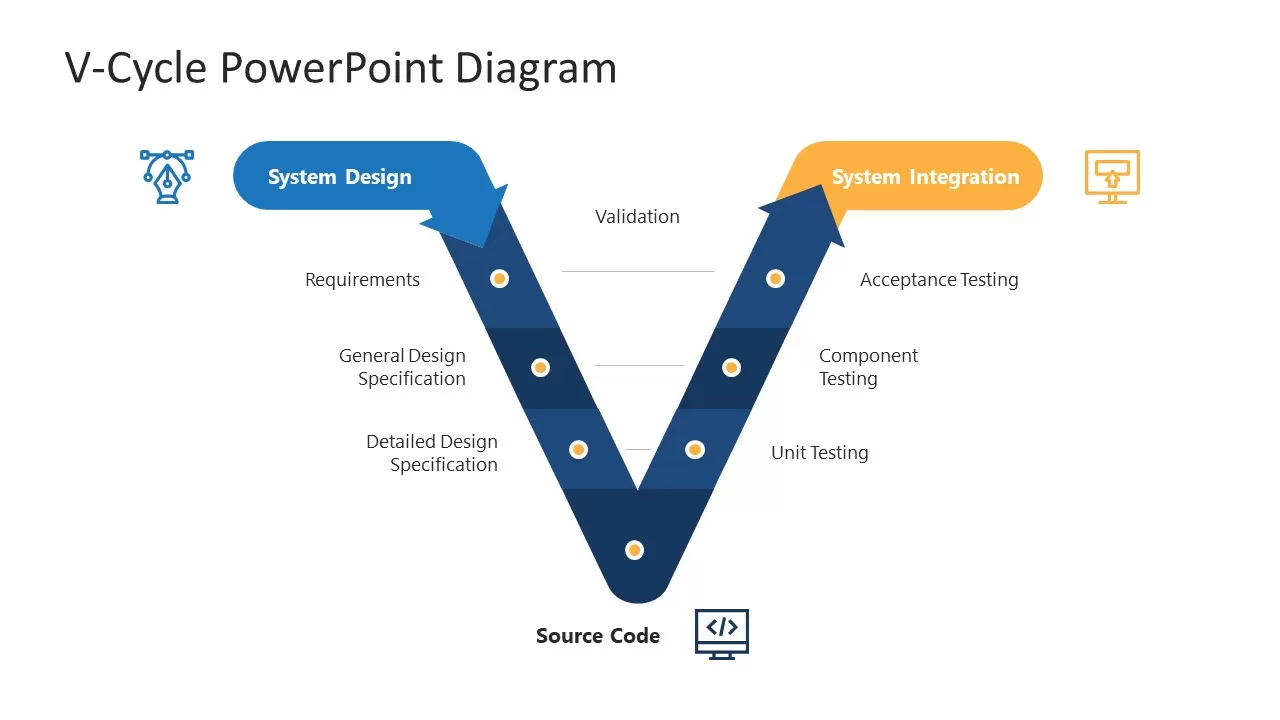 V-Cycle PowerPoint Diagram
System Design
System Integration
Validation
Requirements
Acceptance Testing
General Design
Specification
Component
Testing
Detailed Design
Specification
Unit Testing
Source Code
</>